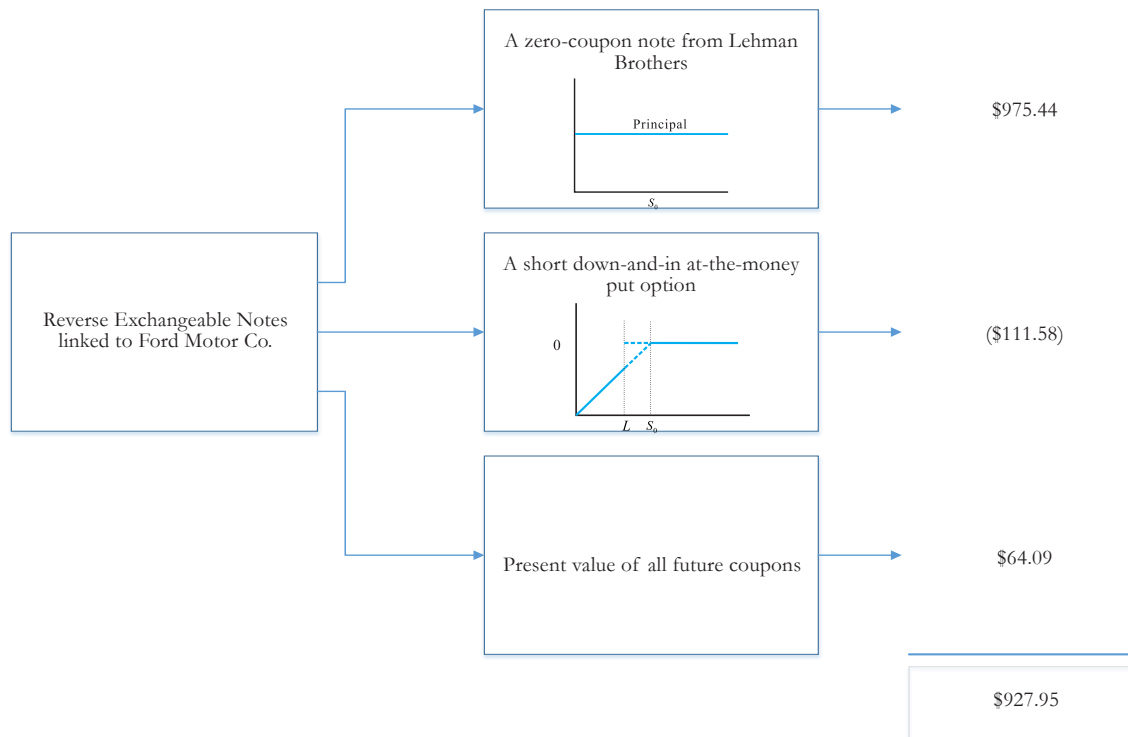 A zero-coupon note from Lehman
Brothers
Principal
S₀
$975.44
Reverse Exchangeable Notes
linked to Ford Motor Co.
A short down-and-in at-the-money
put option
0
L S₀
($111.58)
Present value of all future coupons
$64.09
$927.95